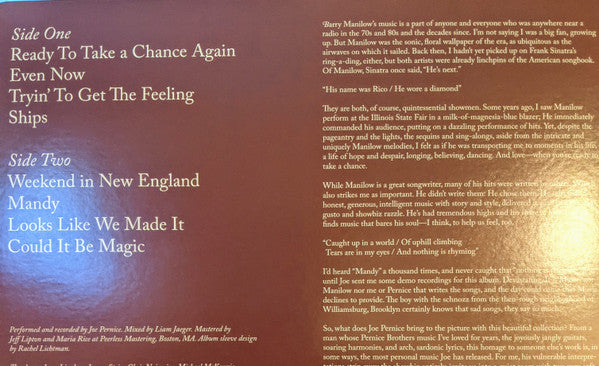 Side One
Ready To Take a Chance Again
Even Now
Tryin' To Get The Feeling
Ships
Side Two
Weekend in New England
Mandy
Looks Like We Made It
Could It Be Magic
Performed and recorded by Joe Pernice. Mixed by Liam Jaeger. Mastered by
Jeff Lipton and Maria Rice at Peerless Mastering, Boston, MA. Album sleeve design
by Rachel Lichtman.
Barry Manilow's music is a part of anyone and everyone who was anywhere near a
radio in the 70s and 80s and the decades since. I'm not saying I was a big fan, growing
up. But Manilow was the sonic, floral wallpaper of the era, as ubiquitous as the
airwaves on which it sailed. Back then, I hadn't yet picked up on Frank Sinatra's
ring-a-ding, either, but both artists were already linchpins of the American songbook.
Of Manilow, Sinatra once said, "He's next."
"His name was Rico / He wore a diamond"
They are both, of course, quintessential showmen. Some years ago, I saw Manilow
perform at the Illinois State Fair in a milk-of-magnesia-blue blazer; He immediately
commanded his audience, putting on a dazzling performance of hits. Yet, despite the
pageantry and the lights, the sequins and sing-alongs, aside from the intricate and
uniquely Manilow melodies, I felt as if he was transporting me to moments in his life,
a life of hope and despair, longing, believing, dancing. And love—when you're ready to
take a chance.
While Manilow is a great songwriter, many of his hits were written
also strikes me as important. He didn't write them: He chose
honest, generous, intelligent music with story and style, delivered
gusto and showbiz razzle. He's had tremendous highs and
finds music that bares his soul—I think, to help us feel, too.
"Caught up in a world / Of uphill climbing
Tears are in my eyes / And nothing is rhyming"
I'd heard "Mandy" a thousand times, and never caught that
until Joe sent me some demo recordings for this album.
Manilow nor me or Pernice that writes the songs, and the
declines to provide. The boy with the schnozz from the then
Williamsburg, Brooklyn certainly knows that sad songs, they say so much.
So, what does Joe Pernice bring to the picture with this beautiful collection? From a
man whose Pernice Brothers music I've loved for years, the joyously jangly guitars,
soaring harmonies, and arch, sardonic lyrics, this homage to someone else's work is, in
some ways, the most personal music Joe has released. For me, his vulnerable